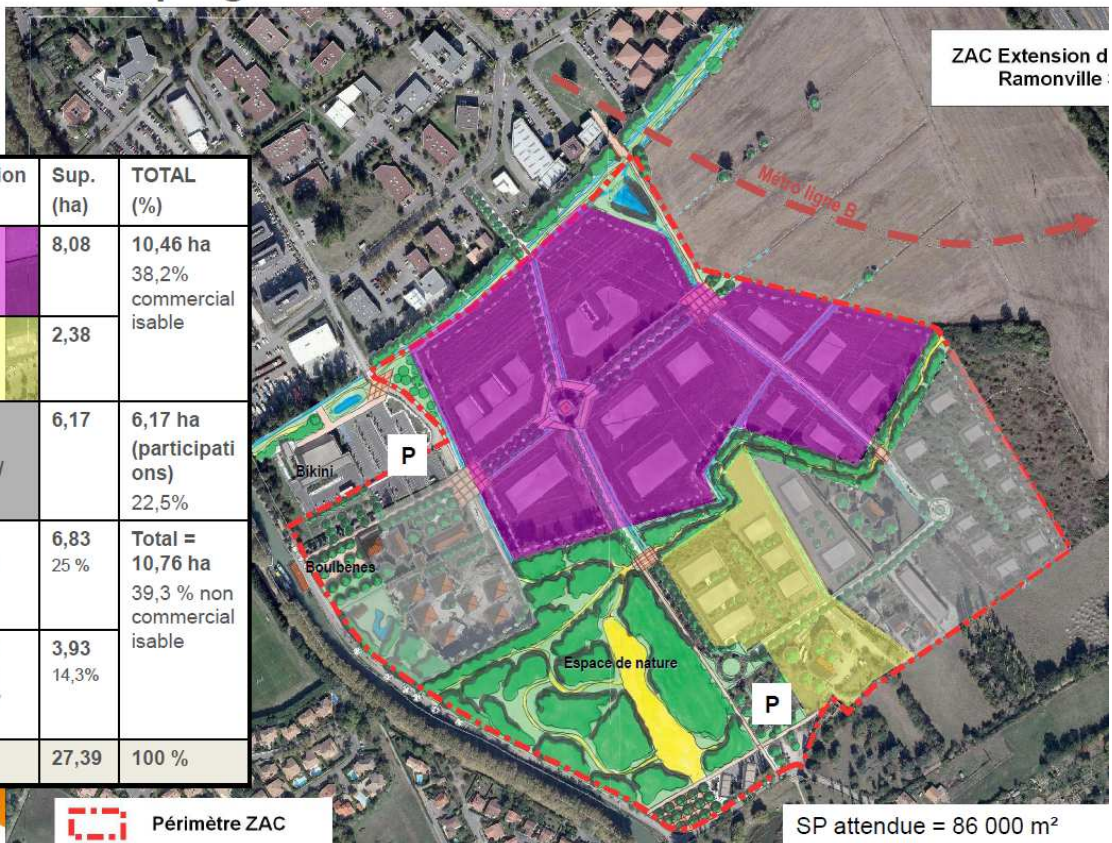 ZAC Extension d
Ramonville
ion
Sup.
(ha)
TOTAL
(%)
8,08
10,46 ha
38,2%
commercial
isable
2,38
6,17
6,17 ha
(participati
ons)
22,5%
6,83
25 %
Total =
10,76 ha
39,3 % non
commercial
isable
3,93
14,3%
27,39
100 %
Métro ligne B
Bikini
P
Boulbènes
Espace de nature
P
Périmètre ZAC
SP attendue = 86 000 m²